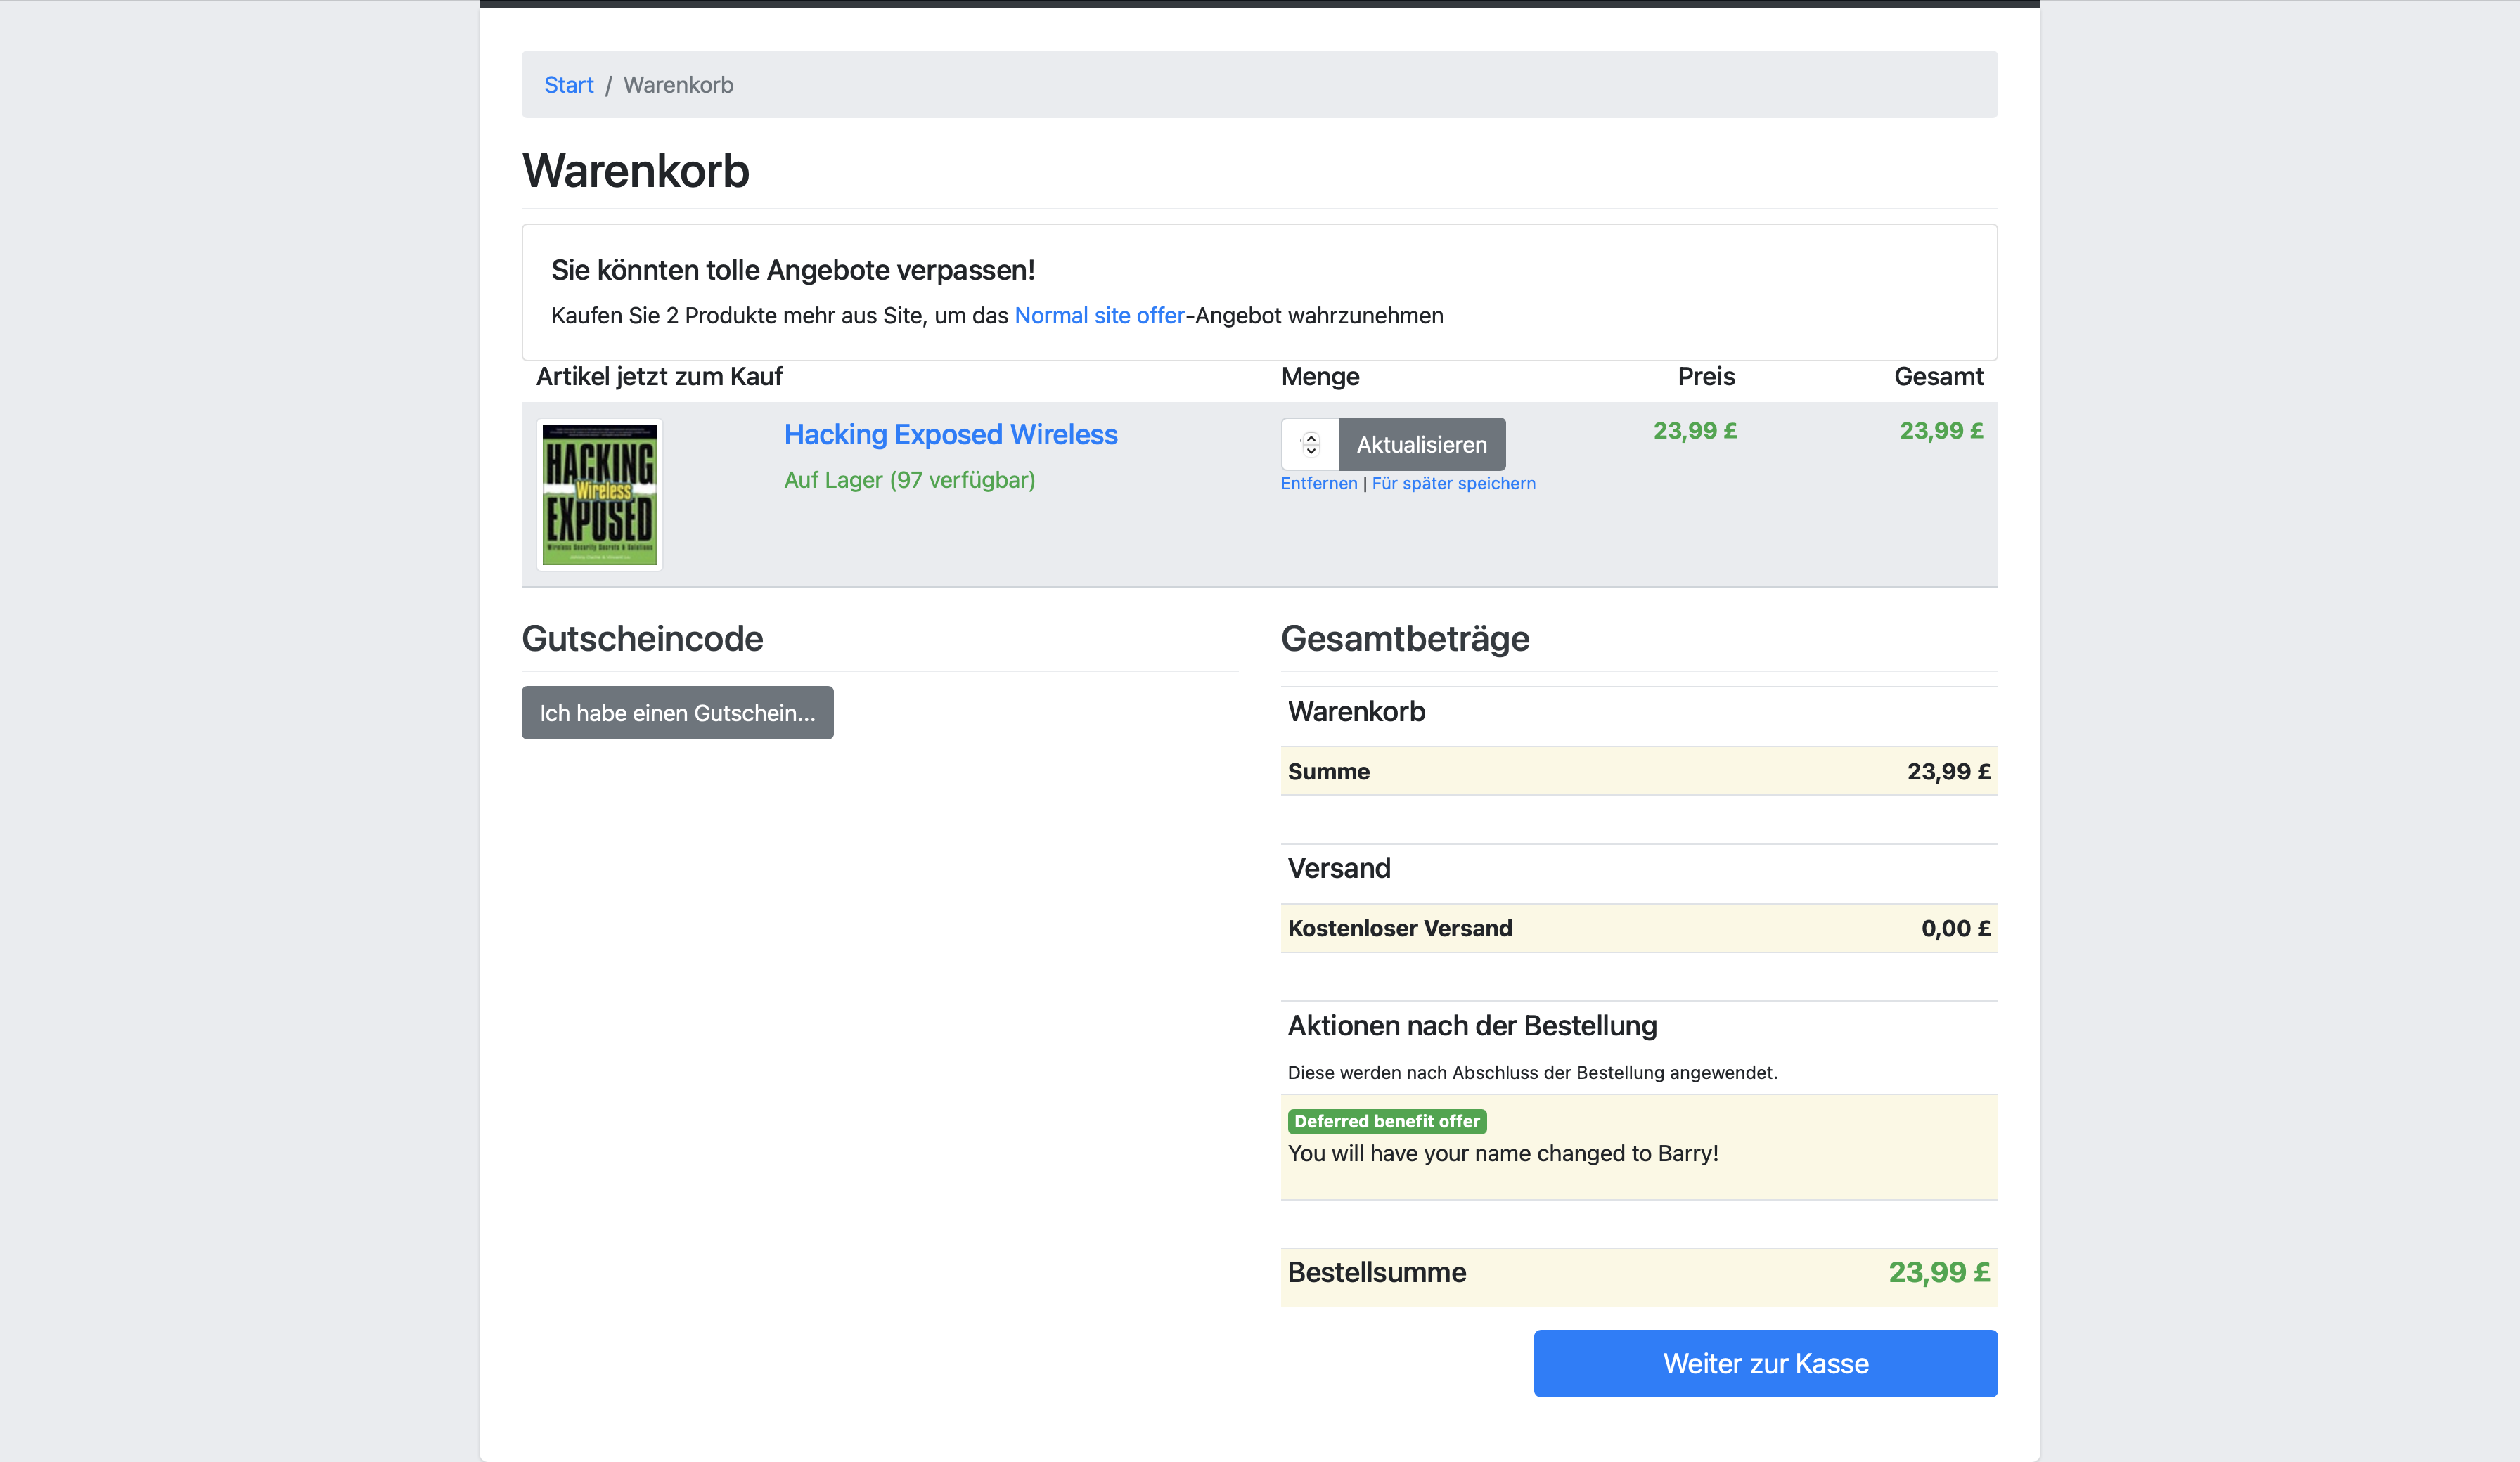 Start / Warenkorb
Warenkorb
Sie könnten tolle Angebote verpassen!
Kaufen Sie 2 Produkte mehr aus Site, um das Normal site offer-Angebot wahrzunehmen
Artikel jetzt zum Kauf Menge Preis Gesamt
HACKING
Wireless
EXPOSED
Wireless Security Secrets & Solutions
Hacking Exposed Wireless
Auf Lager (97 verfügbar)
Aktualisieren
Entfernen | Für später speichern
23,99 £ 23,99 £
Gutscheincode
Ich habe einen Gutschein...
Gesamtbeträge
Warenkorb
Summe 23,99 £
Versand
Kostenloser Versand 0,00 £
Aktionen nach der Bestellung
Diese werden nach Abschluss der Bestellung angewendet.
Deferred benefit offer
You will have your name changed to Barry!
Bestellsumme 23,99 £
Weiter zur Kasse